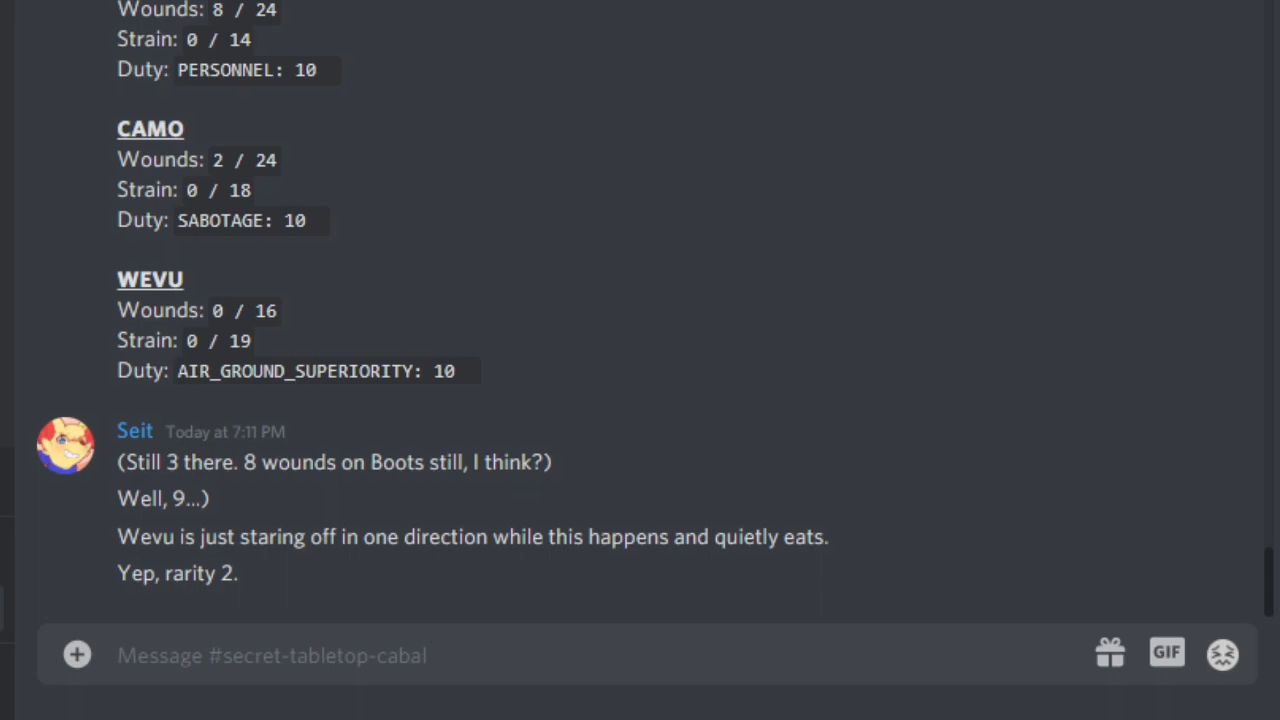 Wounds: 8 / 24
Strain: 0 / 14
Duty: PERSONNEL: 10
CAMO
Wounds: 2 / 24
Strain: 0 / 18
Duty: SABOTAGE: 10
WEVU
Wounds: 0 / 16
Strain: 0 / 19
Duty: AIR_GROUND_SUPERIORITY: 10
Seit Today at 7:11 PM
(Still 3 there. 8 wounds on Boots still, I think?)
Well, 9...)
Wevu is just staring off in one direction while this happens and quietly eats.
Yep, rarity 2.
Message #secret-tabletop-cabal
GIF